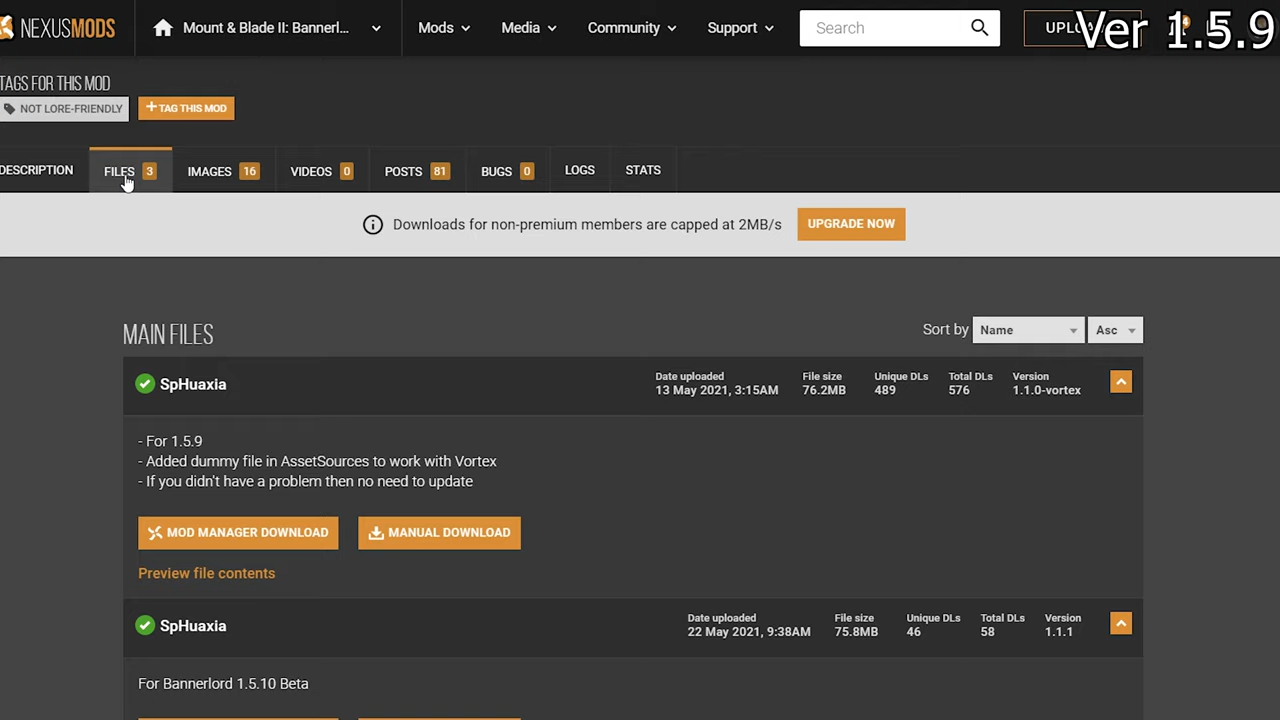 NEXUSMODS
Mount & Blade II: Bannerl...
Mods
Media
Community
Support
Search
UPLO
Ver 1.5.9
TAGS FOR THIS MOD
NOT LORE-FRIENDLY
+ TAG THIS MOD
DESCRIPTION
FILES 3
IMAGES 16
VIDEOS 0
POSTS 81
BUGS 0
LOGS
STATS
Downloads for non-premium members are capped at 2MB/s
UPGRADE NOW
MAIN FILES
Sort by Name Asc
SpHuaxia
Date uploaded
13 May 2021, 3:15AM
File size
76.2MB
Unique DLs
489
Total DLs
576
Version
1.1.0-vortex
- For 1.5.9
- Added dummy file in AssetSources to work with Vortex
- If you didn't have a problem then no need to update
MOD MANAGER DOWNLOAD
MANUAL DOWNLOAD
Preview file contents
SpHuaxia
Date uploaded
22 May 2021, 9:38AM
File size
75.8MB
Unique DLs
46
Total DLs
58
Version
1.1.1
For Bannerlord 1.5.10 Beta